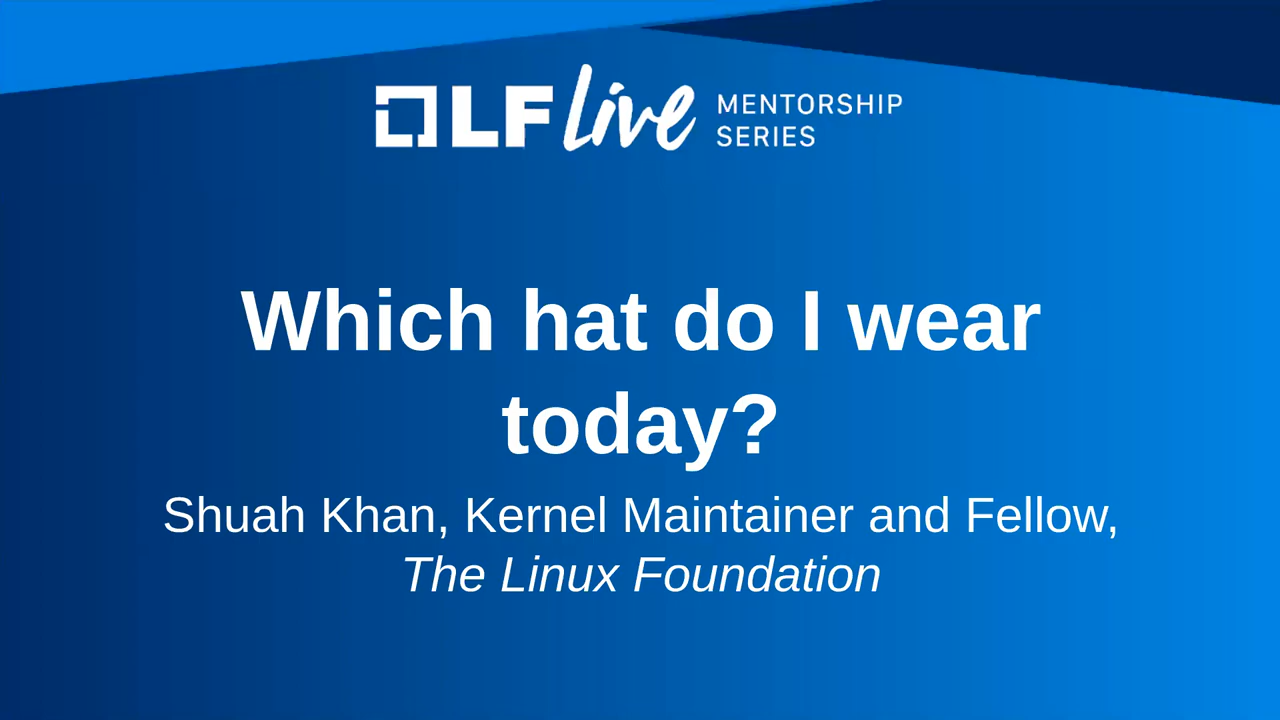 LF Live MENTORSHIP
SERIES
Which hat do I wear
today?
Shuah Khan, Kernel Maintainer and Fellow,
The Linux Foundation